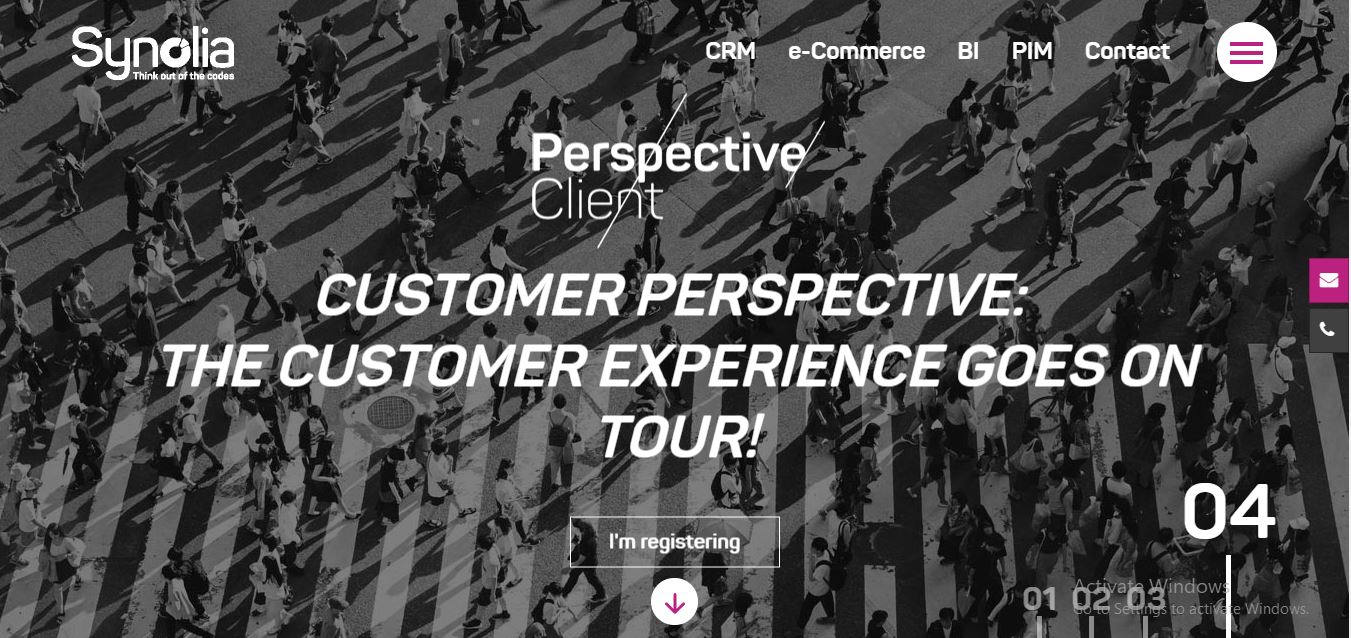 Synolia
Think out of the codes
CRM e-Commerce BI PIM Contact
Perspective
Client
CUSTOMER PERSPECTIVE:
THE CUSTOMER EXPERIENCE GOES ON
TOUR!
I'm registering
04
01 02 03
Activate Windows
Go to Settings to activate Windows.